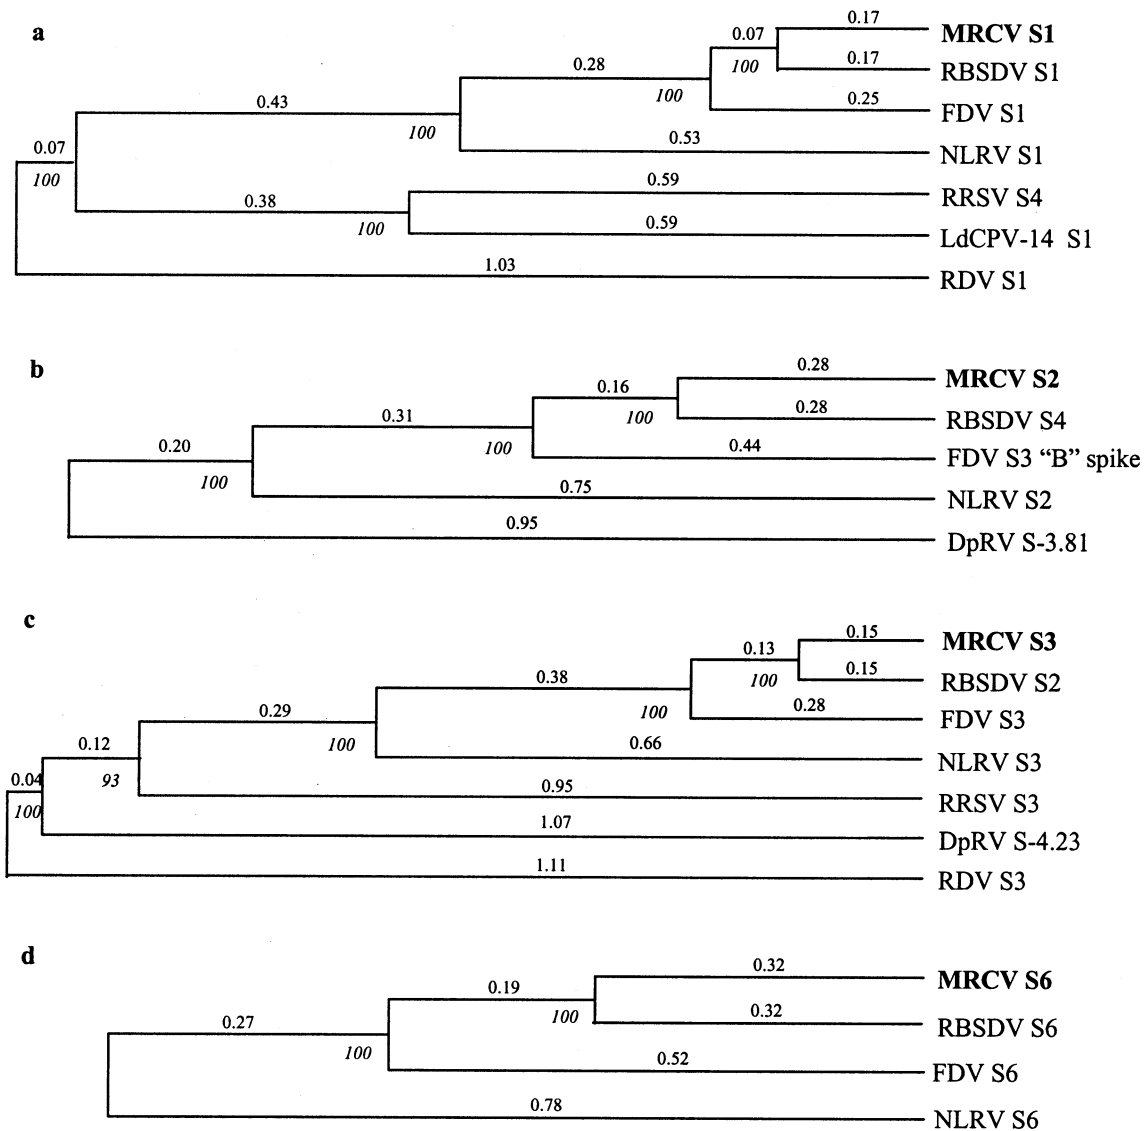 a
0.17
0.07
MRCV S1
100
0.17
RBSDV S1
0.28
100
0.25
FDV S1
0.43
100
0.53
NLRV S1
0.07
100
0.59
RRSV S4
0.38
100
0.59
LdCPV-14 S1
1.03
RDV S1
b
0.28
MRCV S2
0.16
100
0.28
RBSDV S4
0.31
100
0.44
FDV S3 “B” spike
0.20
100
0.75
NLRV S2
0.95
DpRV S-3.81
c
0.15
MRCV S3
0.13
100
0.15
RBSDV S2
0.38
100
0.28
FDV S3
0.29
100
0.66
NLRV S3
0.12
93
0.95
RRSV S3
0.04
100
1.07
DpRV S-4.23
1.11
RDV S3
d
0.32
MRCV S6
0.19
100
0.32
RBSDV S6
0.27
100
0.52
FDV S6
0.78
NLRV S6